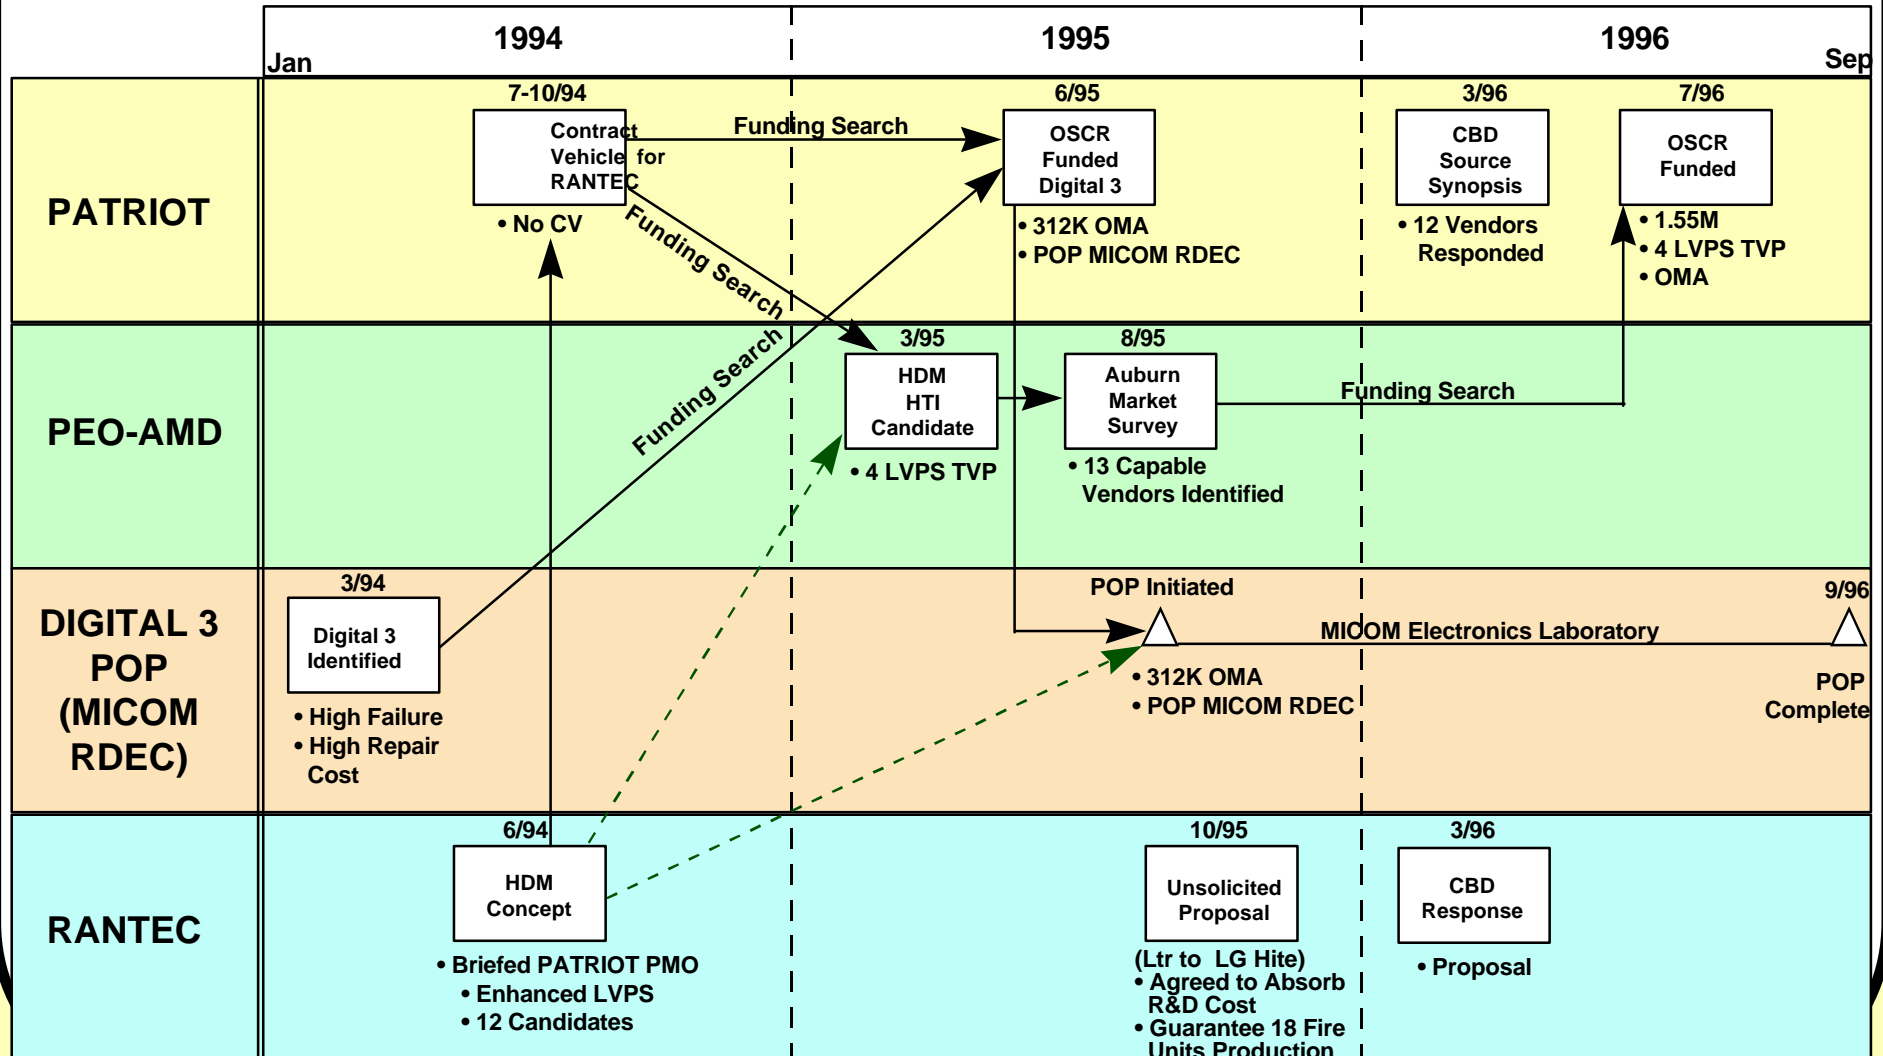 1994
1995
1996
Jan
Sep
PATRIOT
7-10/94
Contract
Vehicle for
RANTEC
• No CV
Funding Search
Funding Search
Funding Search
6/95
OSCR
Funded
Digital 3
• 312K OMA
• POP MICOM RDEC
3/96
CBD
Source
Synopsis
• 12 Vendors
Responded
7/96
OSCR
Funded
• 1.55M
• 4 LVPS TVP
• OMA
PEO-AMD
3/95
HDM
HTI
Candidate
• 4 LVPS TVP
8/95
Auburn
Market
Survey
• 13 Capable
Vendors Identified
Funding Search
DIGITAL 3
POP
(MICOM
RDEC)
3/94
Digital 3
Identified
• High Failure
• High Repair
Cost
POP Initiated
• 312K OMA
• POP MICOM RDEC
MICOM Electronics Laboratory
9/96
POP
Complete
RANTEC
6/94
HDM
Concept
• Briefed PATRIOT PMO
• Enhanced LVPS
• 12 Candidates
10/95
Unsolicited
Proposal
(Ltr to LG Hite)
• Agreed to Absorb
R&D Cost
• Guarantee 18 Fire
Units Production
3/96
CBD
Response
• Proposal